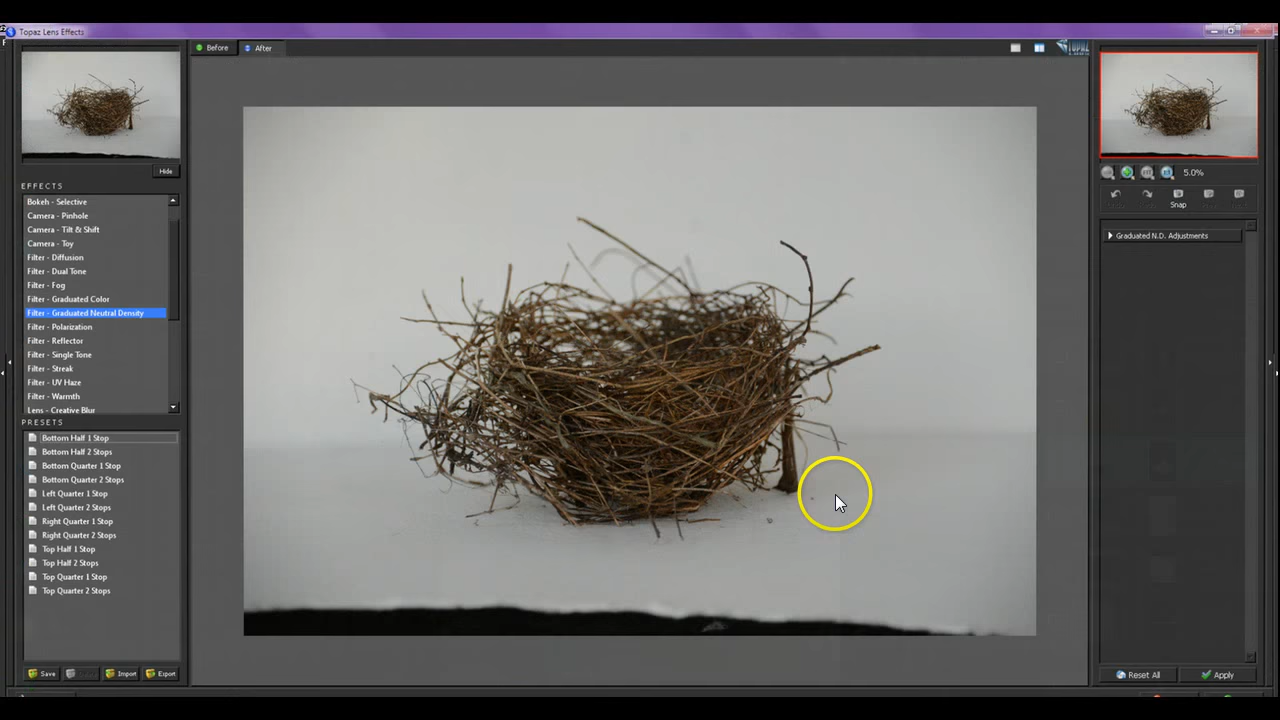 Topaz Lens Effects
Before
After
TOPAZ
Hide
EFFECTS
Bokeh - Selective
Camera - Pinhole
Camera - Tilt & Shift
Camera - Toy
Filter - Diffusion
Filter - Dual Tone
Filter - Fog
Filter - Graduated Color
Filter - Graduated Neutral Density
Filter - Polarization
Filter - Reflector
Filter - Single Tone
Filter - Streak
Filter - UV Haze
Filter - Warmth
Lens - Creative Blur
PRESETS
Bottom Half 1 Stop
Bottom Half 2 Stops
Bottom Quarter 1 Stop
Bottom Quarter 2 Stops
Left Quarter 1 Stop
Left Quarter 2 Stops
Right Quarter 1 Stop
Right Quarter 2 Stops
Top Half 1 Stop
Top Half 2 Stops
Top Quarter 1 Stop
Top Quarter 2 Stops
Save
Import
Export
5.0%
Snap
Graduated N.D. Adjustments
Reset All
Apply